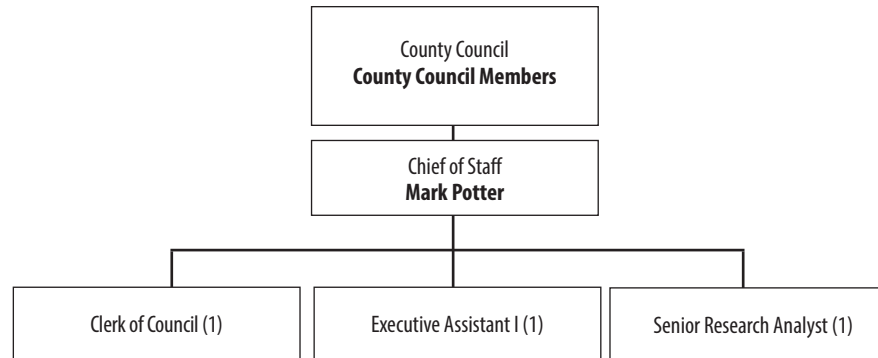 County Council
County Council Members
Chief of Staff
Mark Potter
Clerk of Council (1)
Executive Assistant I (1)
Senior Research Analyst (1)